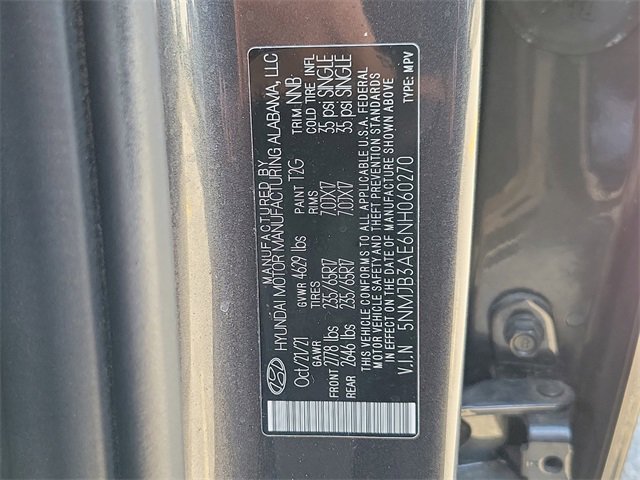 MANUFACTURED BY
HYUNDAI MOTOR MANUFACTURING ALABAMA, LLC
Oct/21/21 GVWR 4629 lbs PAINT T2G TRIM NNB
GAWR TIRES RIMS COLD TIRE INFL
FRONT 2778 lbs 235/65R17 7.0JX17 35 psi SINGLE
REAR 2646 lbs 235/65R17 7.0JX17 35 psi SINGLE
THIS VEHICLE CONFORMS TO ALL APPLICABLE U.S.A. FEDERAL
MOTOR VEHICLE SAFETY AND THEFT PREVENTION STANDARDS
IN EFFECT ON THE DATE OF MANUFACTURE SHOWN ABOVE
V.I.N 5NMJB3AE6NH060270 TYPE: MPV